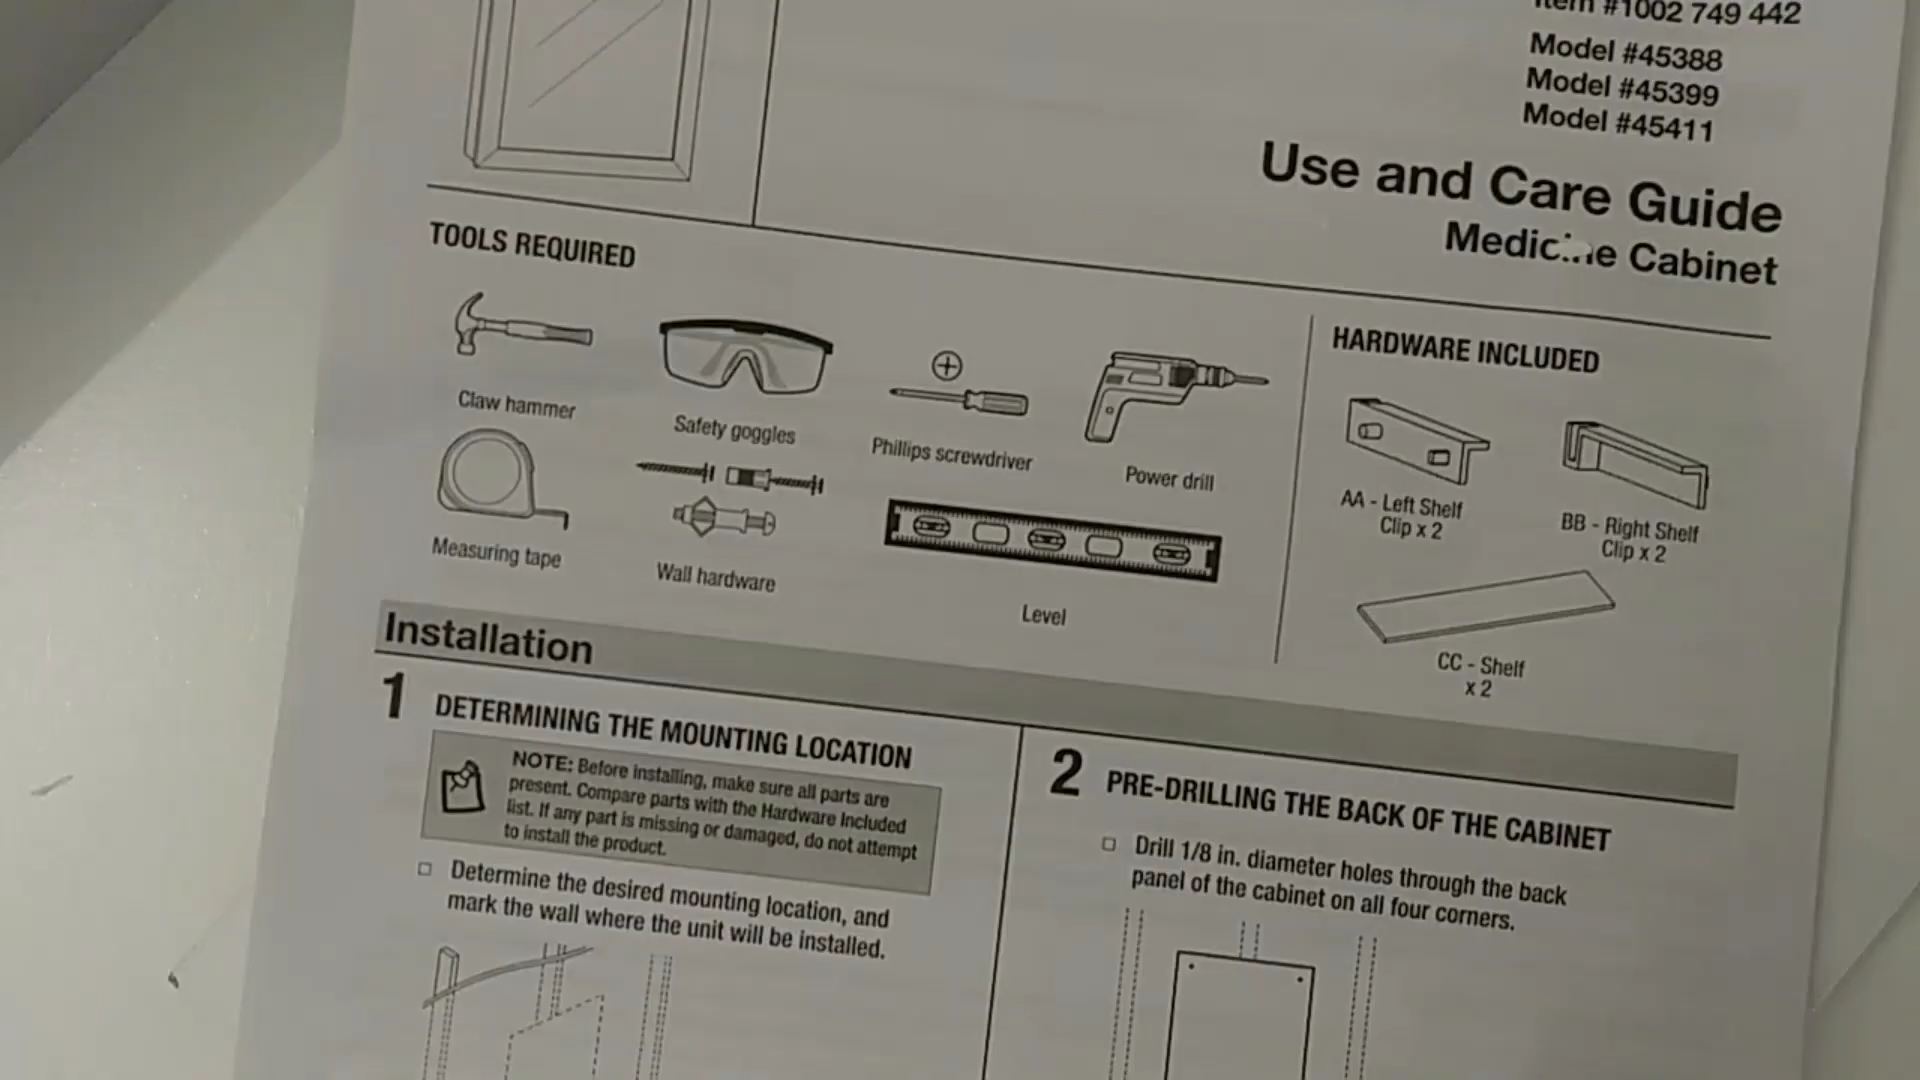 Item #1002 749 442
Model #45388
Model #45399
Model #45411
Use and Care Guide
Medicine Cabinet
TOOLS REQUIRED
Claw hammer
Safety goggles
Phillips screwdriver
Power drill
Measuring tape
Wall hardware
Level
HARDWARE INCLUDED
AA - Left Shelf
Clip x 2
BB - Right Shelf
Clip x 2
CC - Shelf
x 2
Installation
1 DETERMINING THE MOUNTING LOCATION
NOTE: Before installing, make sure all parts are
present. Compare parts with the Hardware Included
list. If any part is missing or damaged, do not attempt
to install the product.
Determine the desired mounting location, and
mark the wall where the unit will be installed.
2 PRE-DRILLING THE BACK OF THE CABINET
Drill 1/8 in. diameter holes through the back
panel of the cabinet on all four corners.